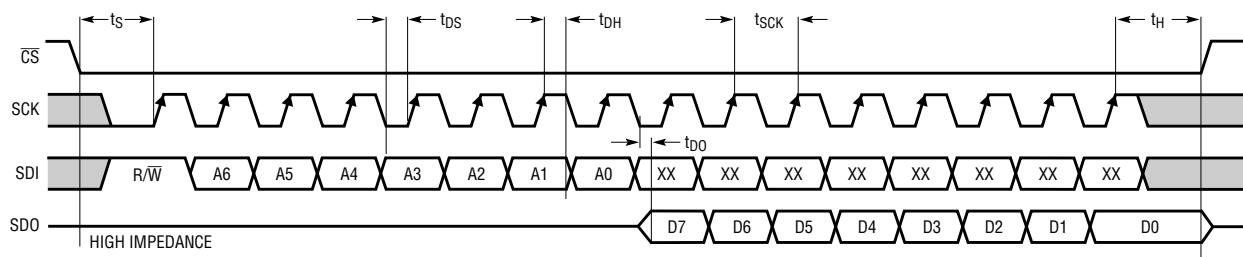 tS tDS tDH tSCK tH
CS
SCK
tDO
SDI R/W A6 A5 A4 A3 A2 A1 A0 XX XX XX XX XX XX XX XX
SDO D7 D6 D5 D4 D3 D2 D1 D0
HIGH IMPEDANCE